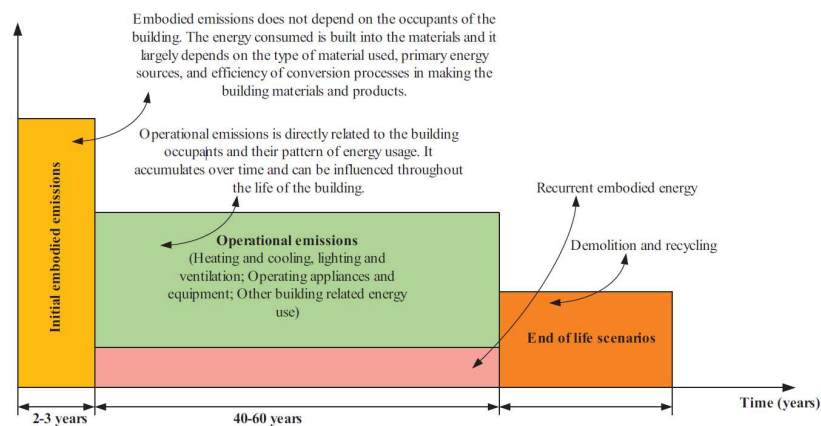 Embodied emissions does not depend on the occupants of the
building. The energy consumed is built into the materials and it
largely depends on the type of material used, primary energy
sources, and efficiency of conversion processes in making the
building materials and products.
Operational emissions is directly related to the building
occupants and their pattern of energy usage. It
accumulates over time and can be influenced throughout
the life of the building.
Recurrent embodied energy
Demolition and recycling
Initial embodied emissions
Operational emissions
(Heating and cooling, lighting and
ventilation; Operating appliances and
equipment; Other building related energy
use)
End of life scenarios
Time (years)
2-3 years
40-60 years